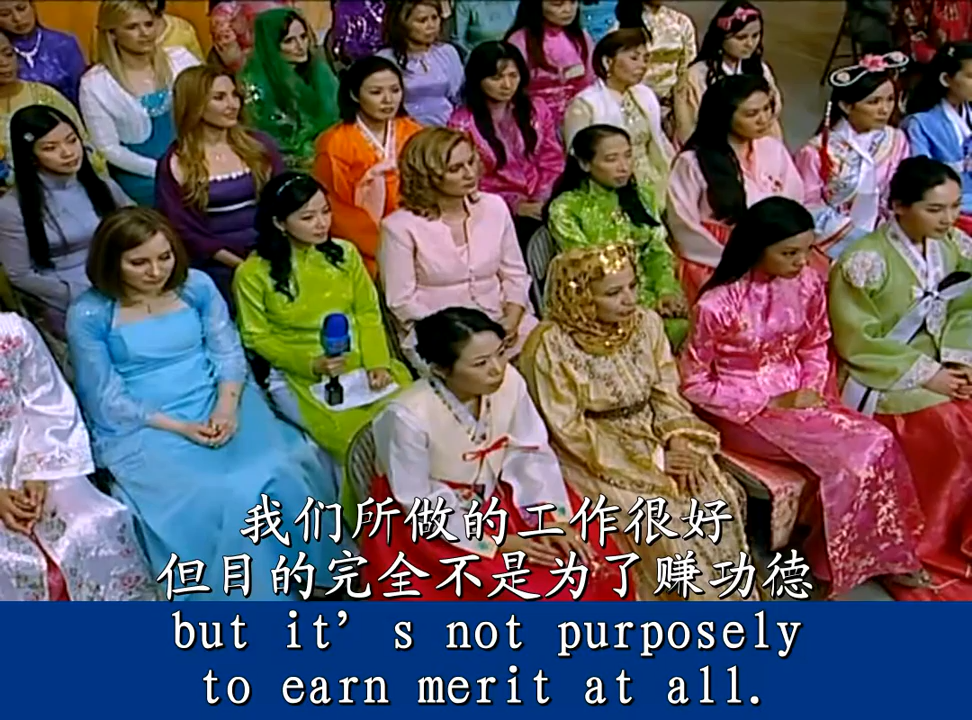 我们所做的工作很好
但目的完全不是为了赚功德
but it's not purposely
to earn merit at all.